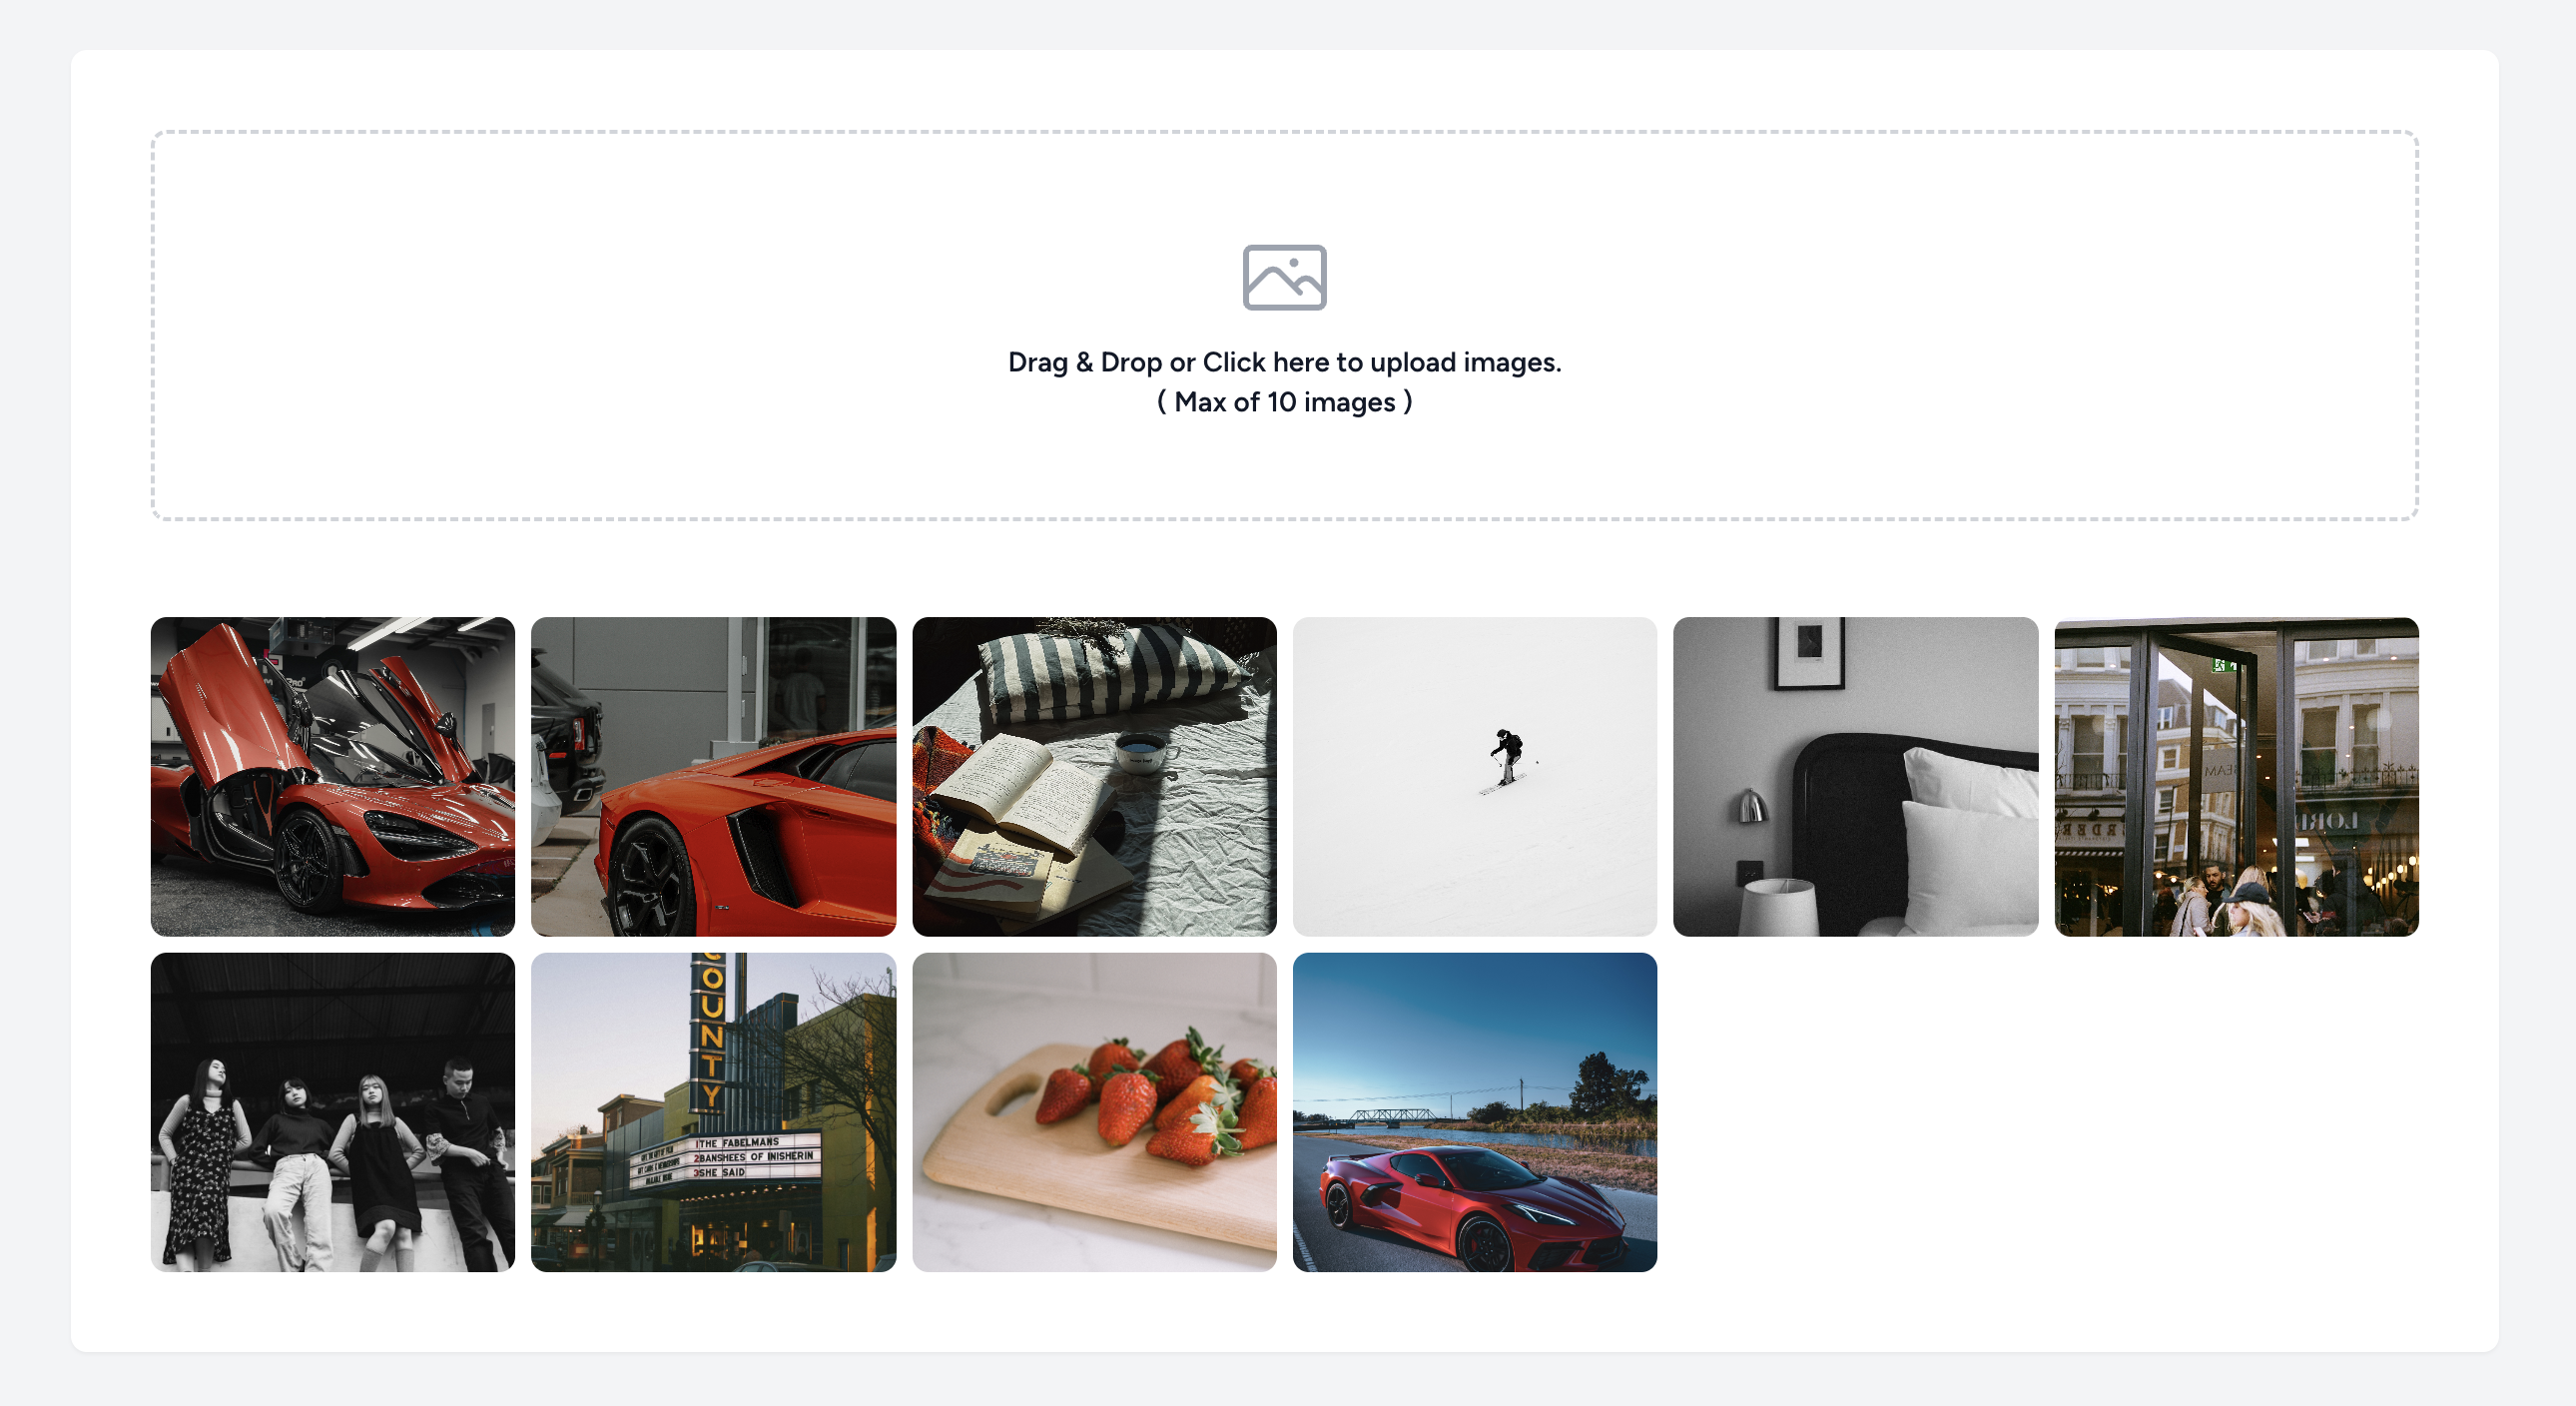 Drag & Drop or Click here to upload images.
( Max of 10 images )
COUNTY
1THE FABELMANS
2BANSHEES OF INISHERIN
3SHE SAID